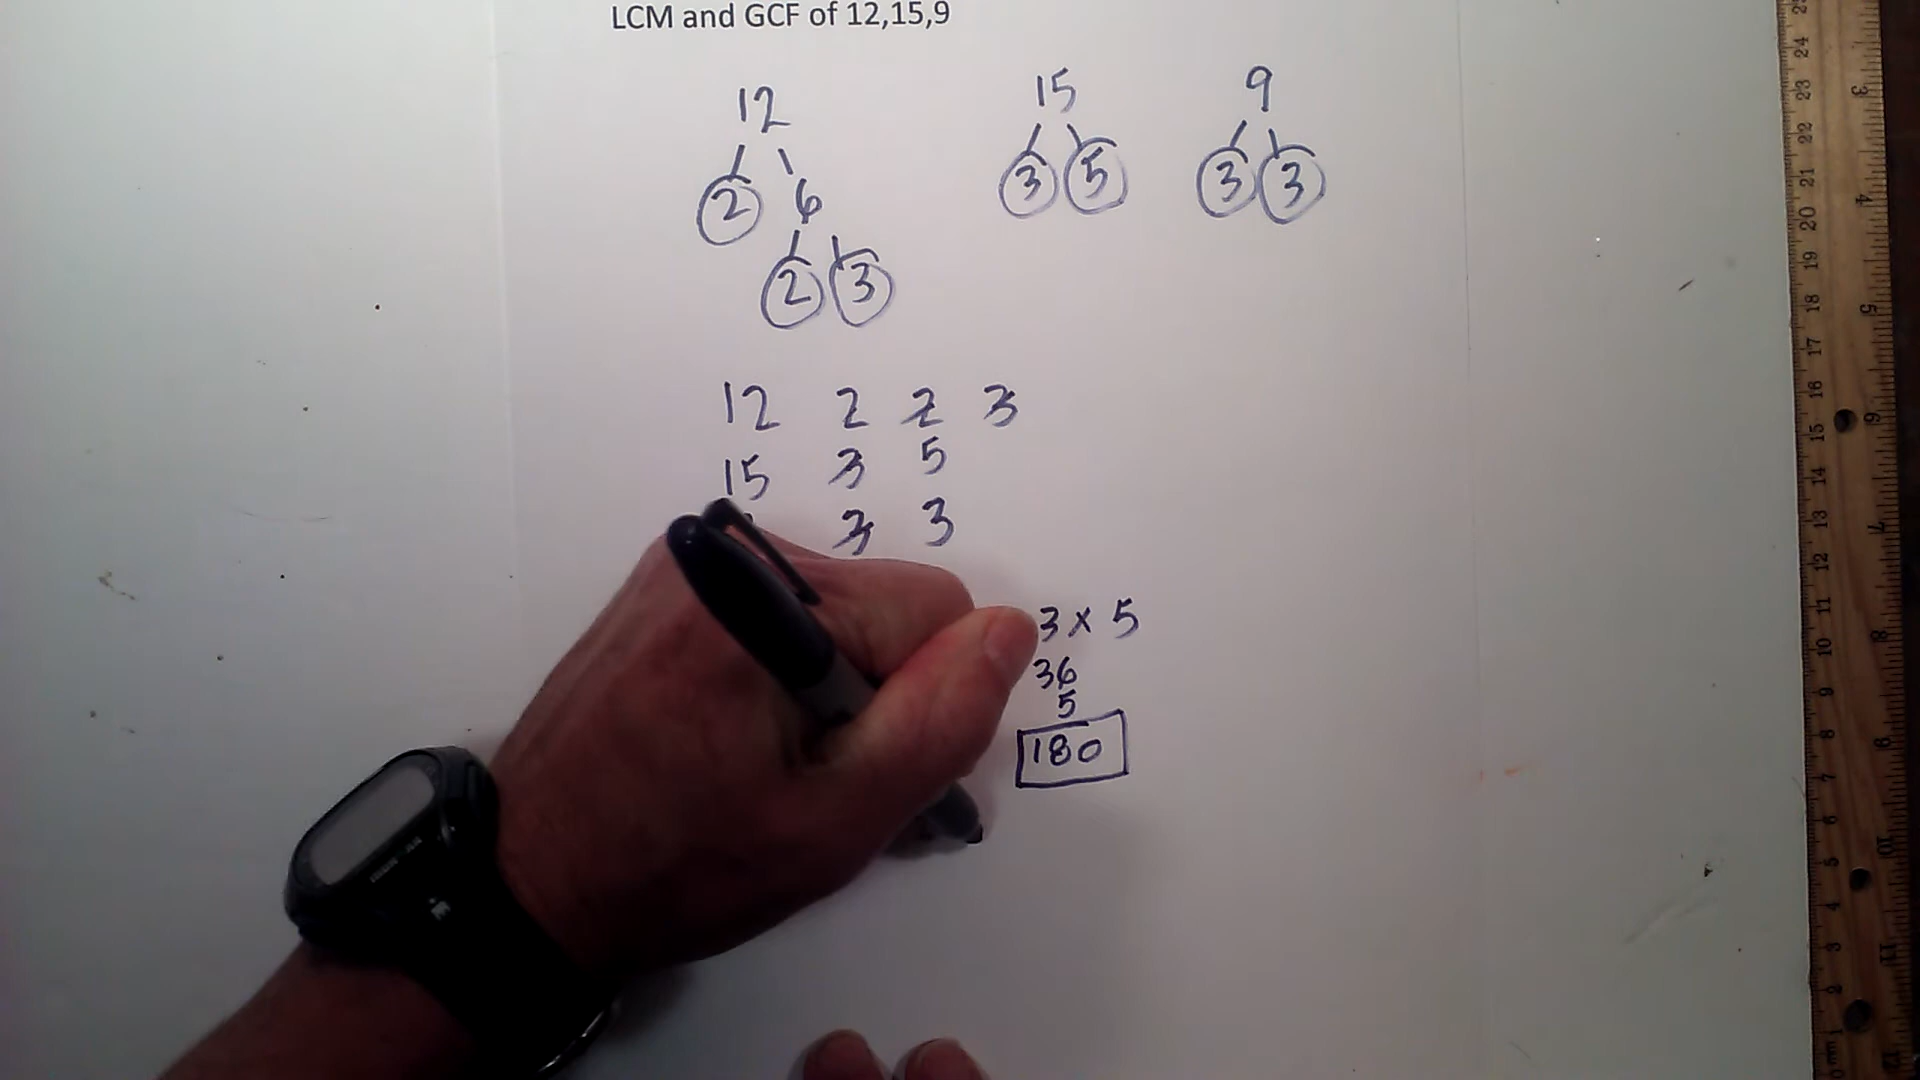 LCM and GCF of 12,15,9
12 15 9
2 6 3 5 3 3
2 3
12 2 2 3
15 3 5
3 3
3 x 5
36
5
180